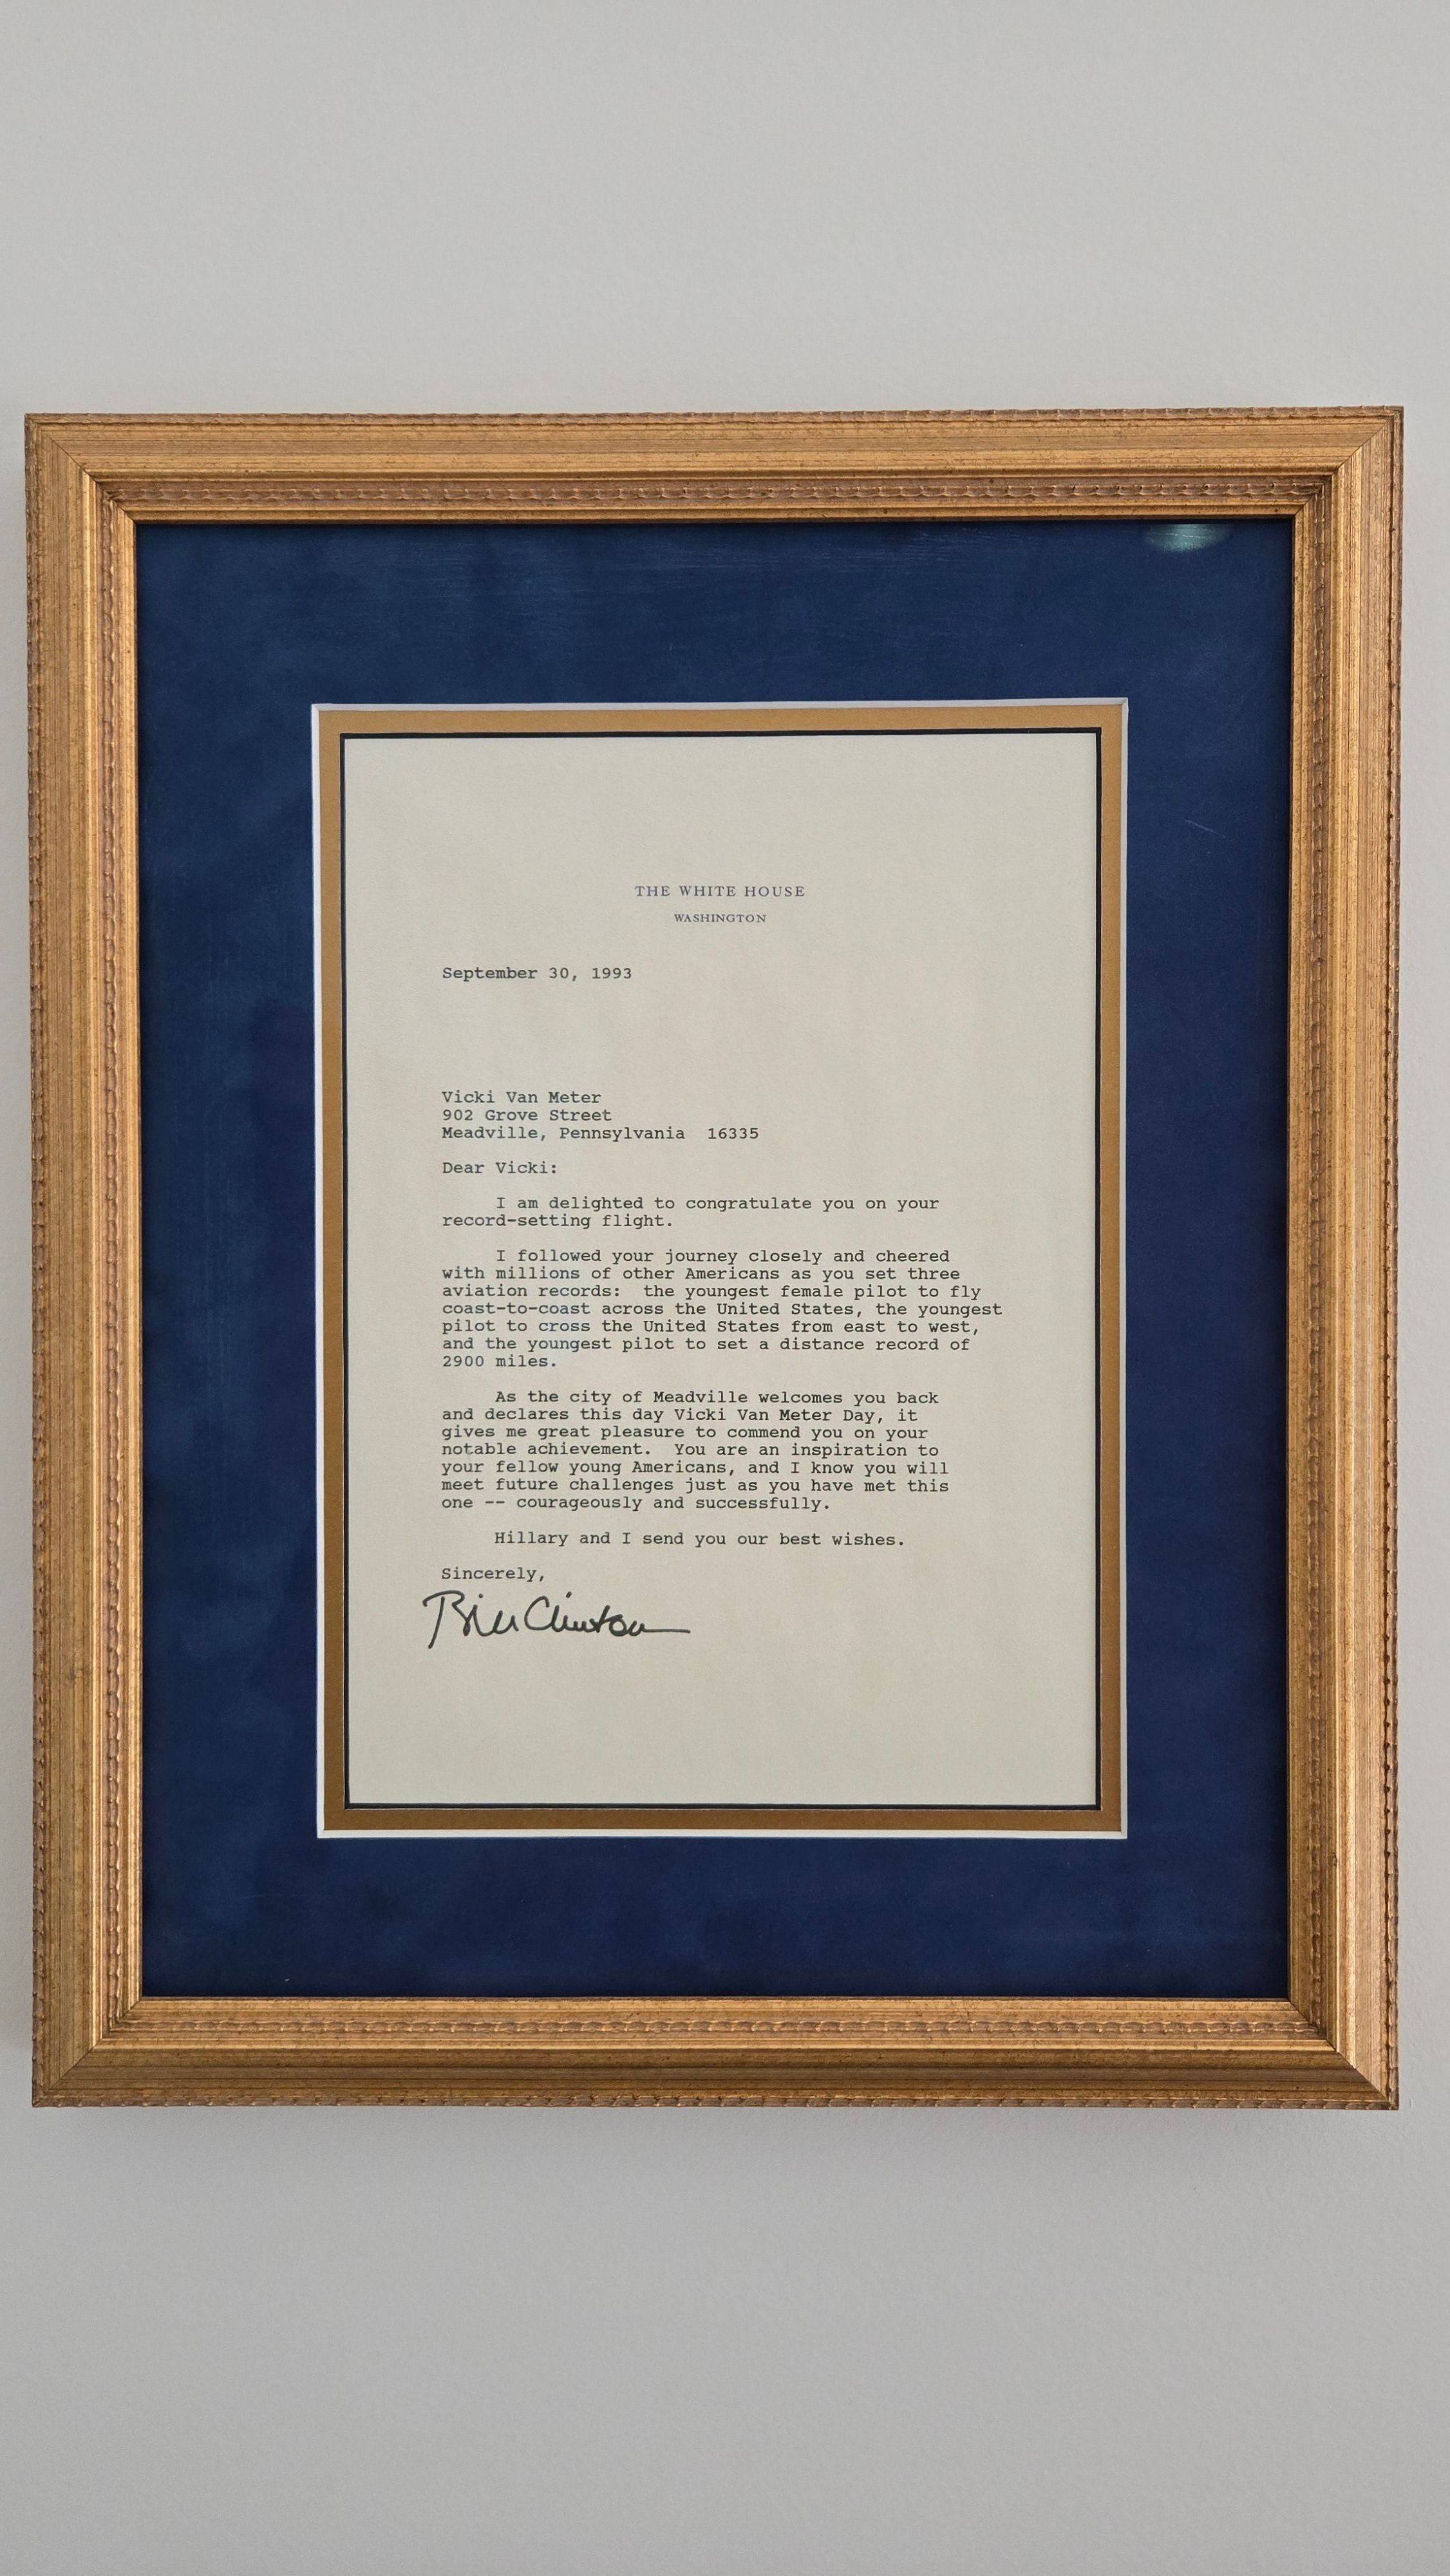 THE WHITE HOUSE
WASHINGTON
September 30, 1993
Vicki Van Meter
902 Grove Street
Meadville, Pennsylvania  16335
Dear Vicki:
I am delighted to congratulate you on your
record-setting flight.
I followed your journey closely and cheered
with millions of other Americans as you set three
aviation records:  the youngest female pilot to fly
coast-to-coast across the United States, the youngest
pilot to cross the United States from east to west,
and the youngest pilot to set a distance record of
2900 miles.
As the city of Meadville welcomes you back
and declares this day Vicki Van Meter Day, it
gives me great pleasure to commend you on your
notable achievement.  You are an inspiration to
your fellow young Americans, and I know you will
meet future challenges just as you have met this
one -- courageously and successfully.
Hillary and I send you our best wishes.
Sincerely,
Bill Clinton